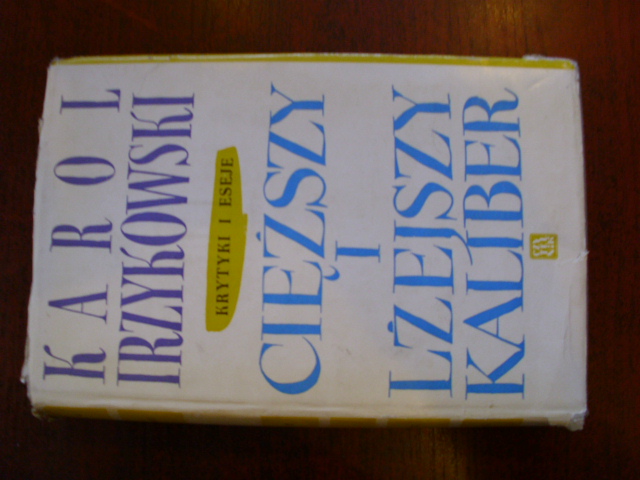 KAROL
IRZYKOWSKI
KRYTYKI I ESEJE
CIĘŻSZY
I
LŻEJSZY
KALIBER